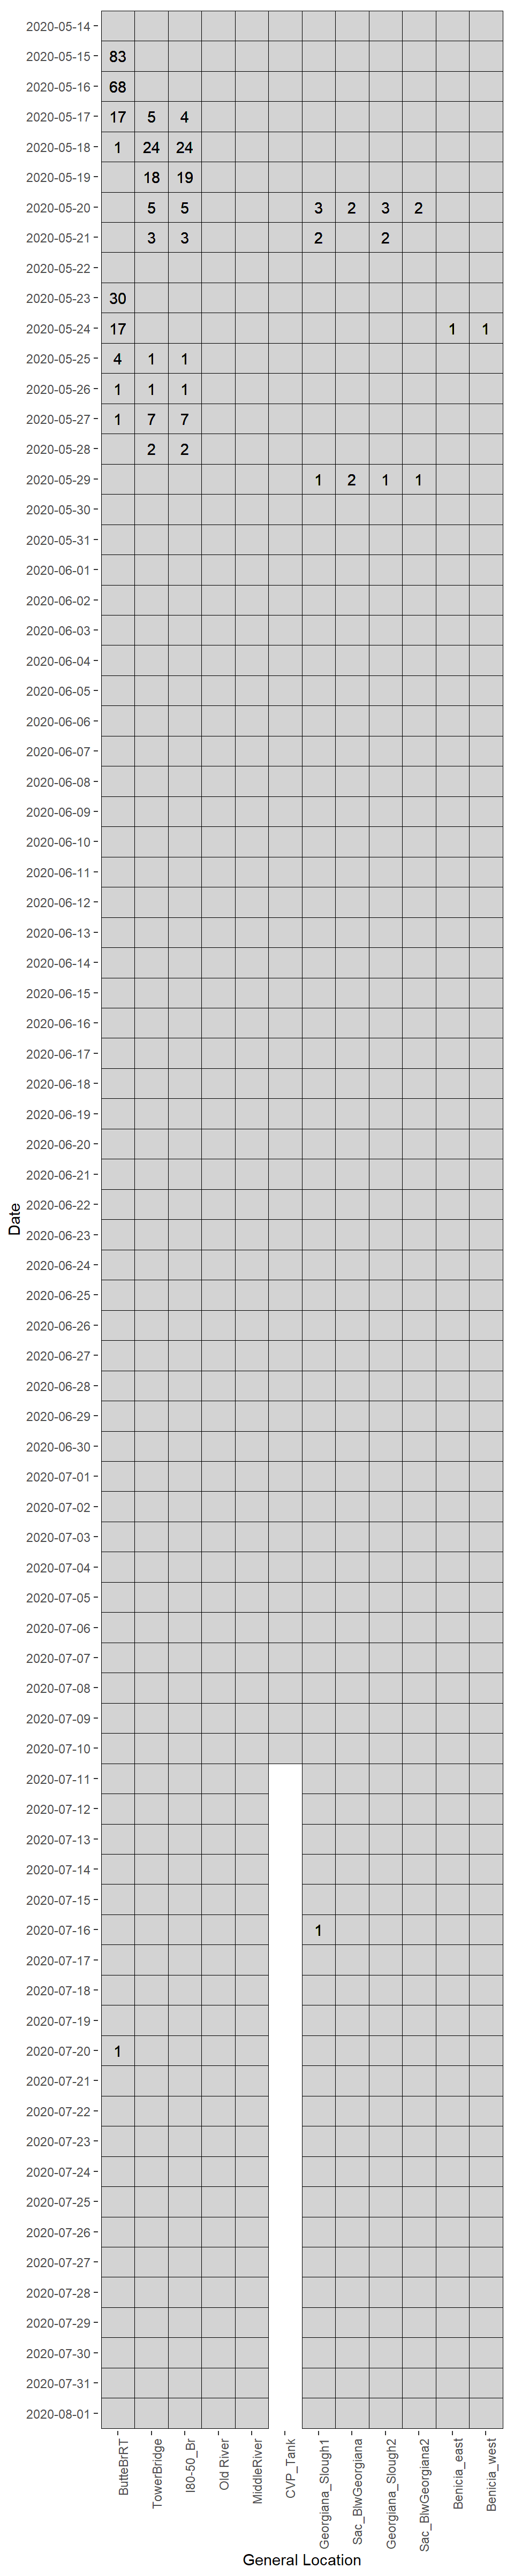 2020-05-14
2020-05-15 83
2020-05-16 68
2020-05-17 17 5 4
2020-05-18 1 24 24
2020-05-19 18 19
2020-05-20 5 5 3 2 3 2
2020-05-21 3 3 2 2
2020-05-22
2020-05-23 30
2020-05-24 17 1 1
2020-05-25 4 1 1
2020-05-26 1 1 1
2020-05-27 1 7 7
2020-05-28 2 2
2020-05-29 1 2 1 1
2020-05-30
2020-05-31
2020-06-01
2020-06-02
2020-06-03
2020-06-04
2020-06-05
2020-06-06
2020-06-07
2020-06-08
2020-06-09
2020-06-10
2020-06-11
2020-06-12
2020-06-13
2020-06-14
2020-06-15
2020-06-16
2020-06-17
2020-06-18
2020-06-19
2020-06-20
2020-06-21
2020-06-22
2020-06-23
2020-06-24
2020-06-25
2020-06-26
2020-06-27
2020-06-28
2020-06-29
2020-06-30
2020-07-01
2020-07-02
2020-07-03
2020-07-04
2020-07-05
2020-07-06
2020-07-07
2020-07-08
2020-07-09
2020-07-10
2020-07-11
2020-07-12
2020-07-13
2020-07-14
2020-07-15
2020-07-16 1
2020-07-17
2020-07-18
2020-07-19
2020-07-20 1
2020-07-21
2020-07-22
2020-07-23
2020-07-24
2020-07-25
2020-07-26
2020-07-27
2020-07-28
2020-07-29
2020-07-30
2020-07-31
2020-08-01
Date
ButteBrRT
TowerBridge
I80-50_Br
Old River
MiddleRiver
CVP_Tank
Georgiana_Slough1
Sac_BlwGeorgiana
Georgiana_Slough2
Sac_BlwGeorgiana2
Benicia_east
Benicia_west
General Location